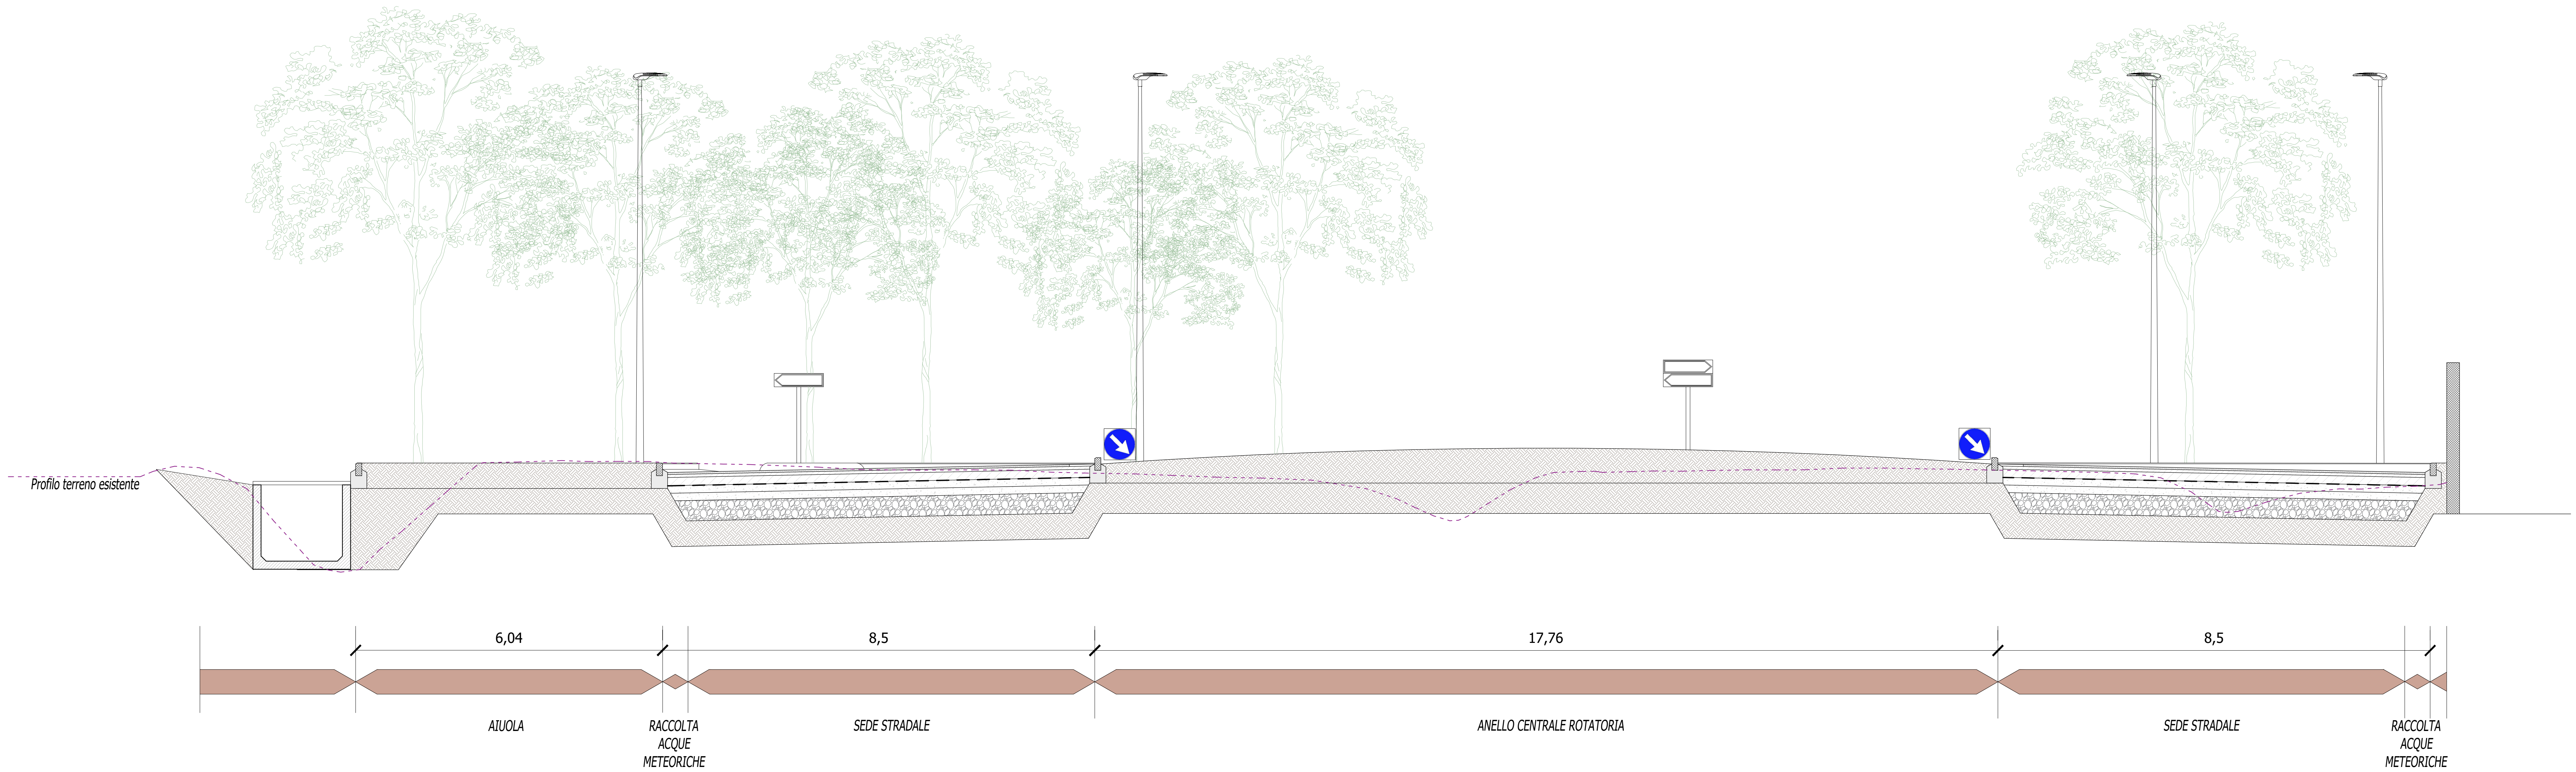 Profilo terreno esistente
6,04
8,5
17,76
8,5
AIUOLA
RACCOLTA
ACQUE
METEORICHE
SEDE STRADALE
ANELLO CENTRALE ROTATORIA
SEDE STRADALE
RACCOLTA
ACQUE
METEORICHE